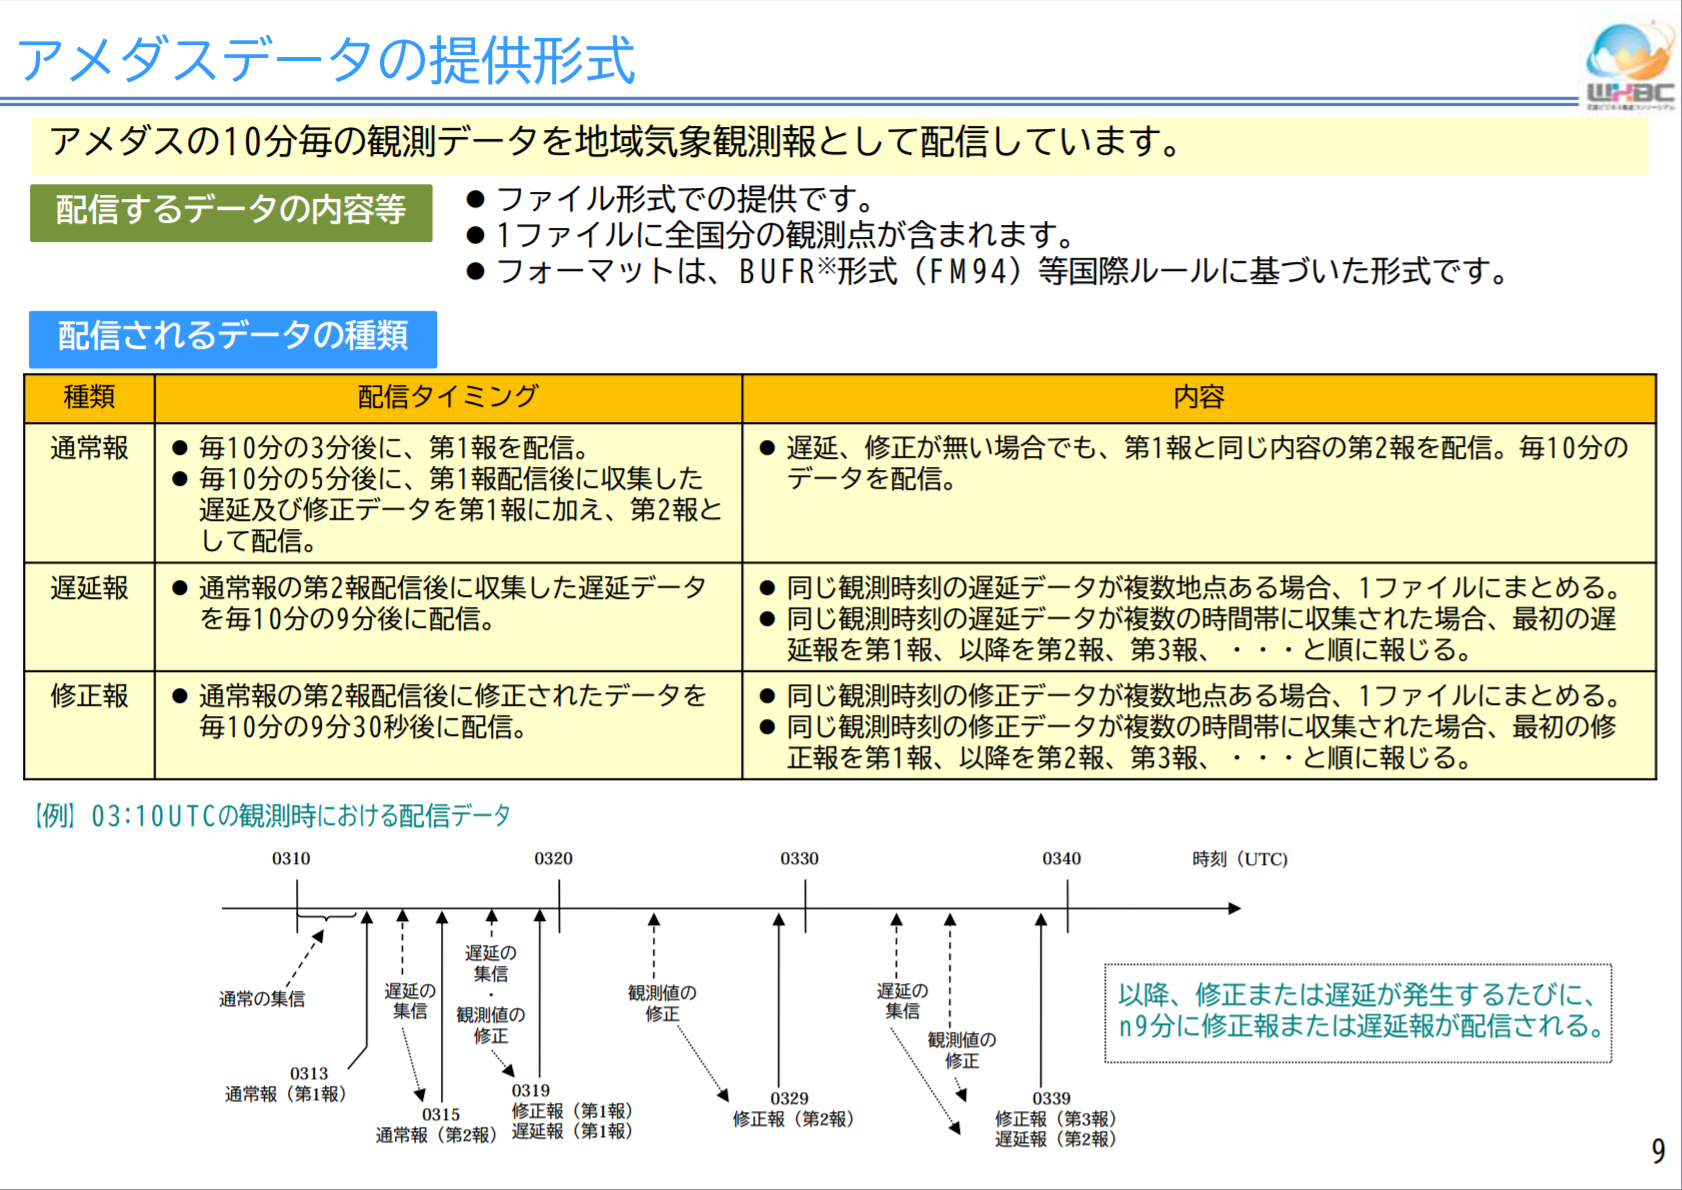 アメダスデータの提供形式
WXBC
アメダスの10分毎の観測データを地域気象観測報として配信しています。
配信するデータの内容等
● ファイル形式での提供です。
● 1ファイルに全国分の観測点が含まれます。
● フォーマットは、BUFR※形式（FM94）等国際ルールに基づいた形式です。
配信されるデータの種類
種類 配信タイミング 内容
通常報
● 毎10分の3分後に、第1報を配信。
● 毎10分の5分後に、第1報配信後に収集した
遅延及び修正データを第1報に加え、第2報と
して配信。
● 遅延、修正が無い場合でも、第1報と同じ内容の第2報を配信。毎10分の
データを配信。
遅延報
● 通常報の第2報配信後に収集した遅延データ
を毎10分の9分後に配信。
● 同じ観測時刻の遅延データが複数地点ある場合、1ファイルにまとめる。
● 同じ観測時刻の遅延データが複数の時間帯に収集された場合、最初の遅
延報を第1報、以降を第2報、第3報、・・・と順に報じる。
修正報
● 通常報の第2報配信後に修正されたデータを
毎10分の9分30秒後に配信。
● 同じ観測時刻の修正データが複数地点ある場合、1ファイルにまとめる。
● 同じ観測時刻の修正データが複数の時間帯に収集された場合、最初の修
正報を第1報、以降を第2報、第3報、・・・と順に報じる。
【例】03:10UTCの観測時における配信データ
0310 0320 0330 0340 時刻（UTC)
通常の集信
0313
通常報（第1報）
遅延の
集信
0315
通常報（第2報）
遅延の
集信
・
観測値の
修正
0319
修正報（第1報）
遅延報（第1報）
観測値の
修正
0329
修正報（第2報）
遅延の
集信
観測値の
修正
0339
修正報（第3報）
遅延報（第2報）
以降、修正または遅延が発生するたびに、
n9分に修正報または遅延報が配信される。
9